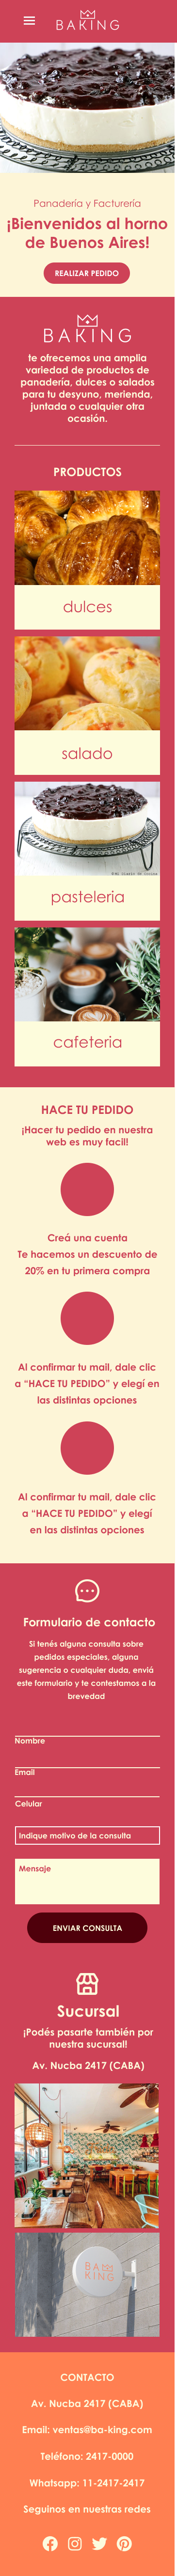 BAKING
Panadería y Facturería
¡Bienvenidos al horno
de Buenos Aires!
REALIZAR PEDIDO
BAKING
te ofrecemos una amplia
variedad de productos de
panadería, dulces o salados
para tu desyuno, merienda,
juntada o cualquier otra
ocasión.
PRODUCTOS
dulces
salado
pasteleria
cafeteria
HACE TU PEDIDO
¡Hacer tu pedido en nuestra
web es muy facil!
Creá una cuenta
Te hacemos un descuento de
20% en tu primera compra
Al confirmar tu mail, dale clic
a “HACE TU PEDIDO” y elegí en
las distintas opciones
Al confirmar tu mail, dale clic
a “HACE TU PEDIDO” y elegí
en las distintas opciones
Formulario de contacto
Si tenés alguna consulta sobre
pedidos especiales, alguna
sugerencia o cualquier duda, enviá
este formulario y te contestamos a la
brevedad
Nombre
Email
Celular
Indique motivo de la consulta
Mensaje
ENVIAR CONSULTA
Sucursal
¡Podés pasarte también por
nuestra sucursal!
Av. Nucba 2417 (CABA)
BA
KING
CONTACTO
Av. Nucba 2417 (CABA)
Email: ventas@ba-king.com
Teléfono: 2417-0000
Whatsapp: 11-2417-2417
Seguinos en nuestras redes